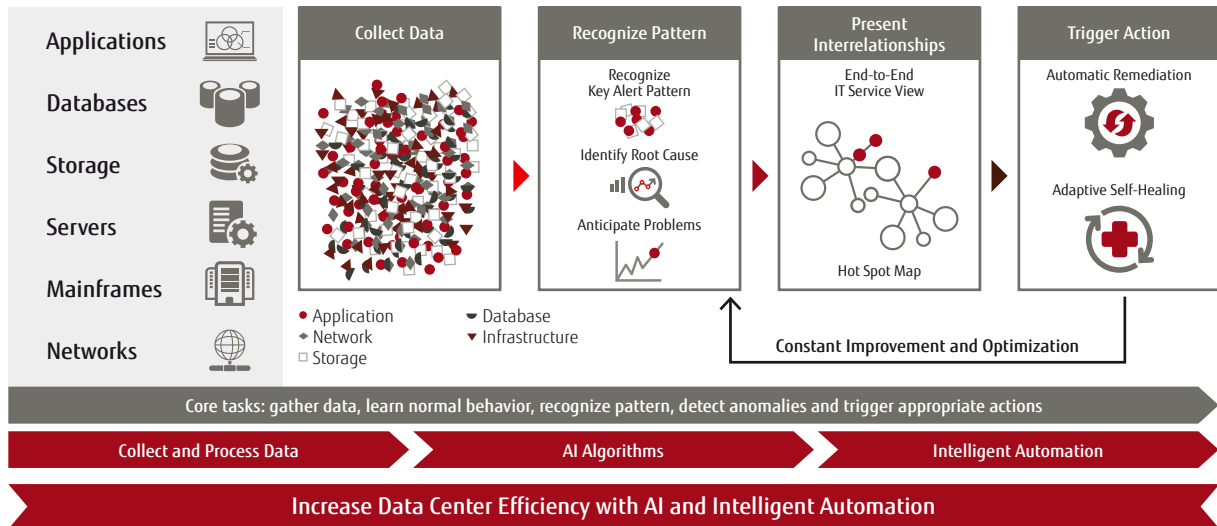 Applications
Databases
Storage
Servers
Mainframes
Networks
Collect Data
Application
Network
Storage
Database
Infrastructure
Recognize Pattern
Recognize
Key Alert Pattern
Identify Root Cause
Anticipate Problems
Present
Interrelationships
End-to-End
IT Service View
Hot Spot Map
Trigger Action
Automatic Remediation
Adaptive Self-Healing
Constant Improvement and Optimization
Core tasks: gather data, learn normal behavior, recognize pattern, detect anomalies and trigger appropriate actions
Collect and Process Data
AI Algorithms
Intelligent Automation
Increase Data Center Efficiency with AI and Intelligent Automation